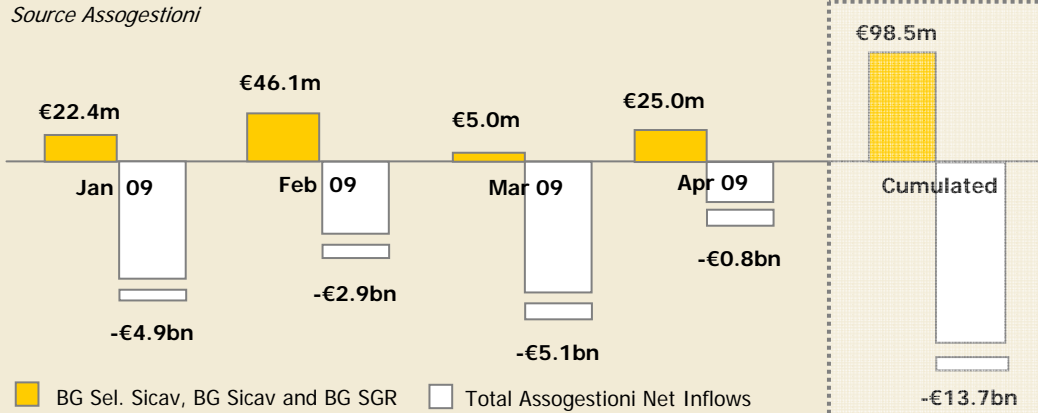 Source Assogestioni
€98.5m
€46.1m
€22.4m
€5.0m
€25.0m
Jan 09
Feb 09
Mar 09
Apr 09
Cumulated
-€4.9bn
-€2.9bn
-€5.1bn
-€0.8bn
-€13.7bn
BG Sel. Sicav, BG Sicav and BG SGR
Total Assogestioni Net Inflows